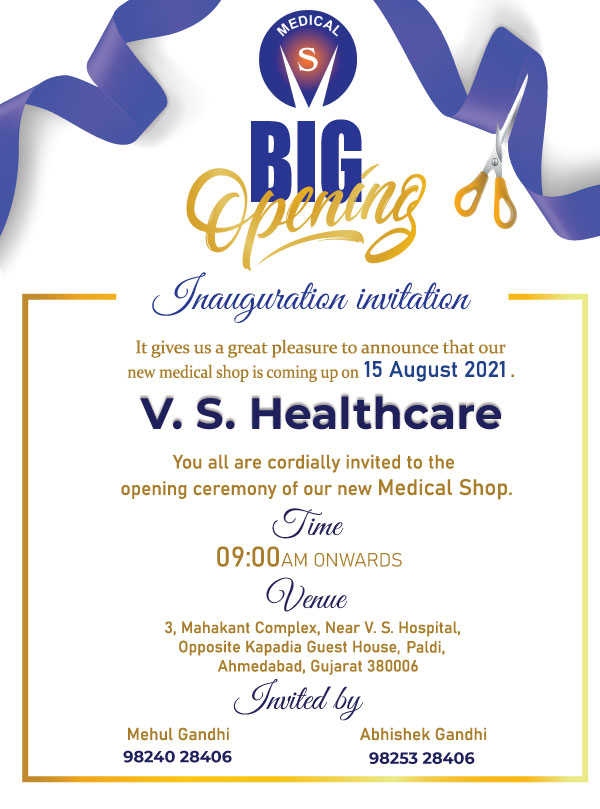 MEDICAL
S
BIG
Opening
Inauguration invitation
It gives us a great pleasure to announce that our
new medical shop is coming up on 15 August 2021 .
V. S. Healthcare
You all are cordially invited to the
opening ceremony of our new Medical Shop.
Time
09:00AM ONWARDS
Venue
3, Mahakant Complex, Near V. S. Hospital,
Opposite Kapadia Guest House, Paldi,
Ahmedabad, Gujarat 380006
Invited by
Mehul Gandhi Abhishek Gandhi
98240 28406 98253 28406